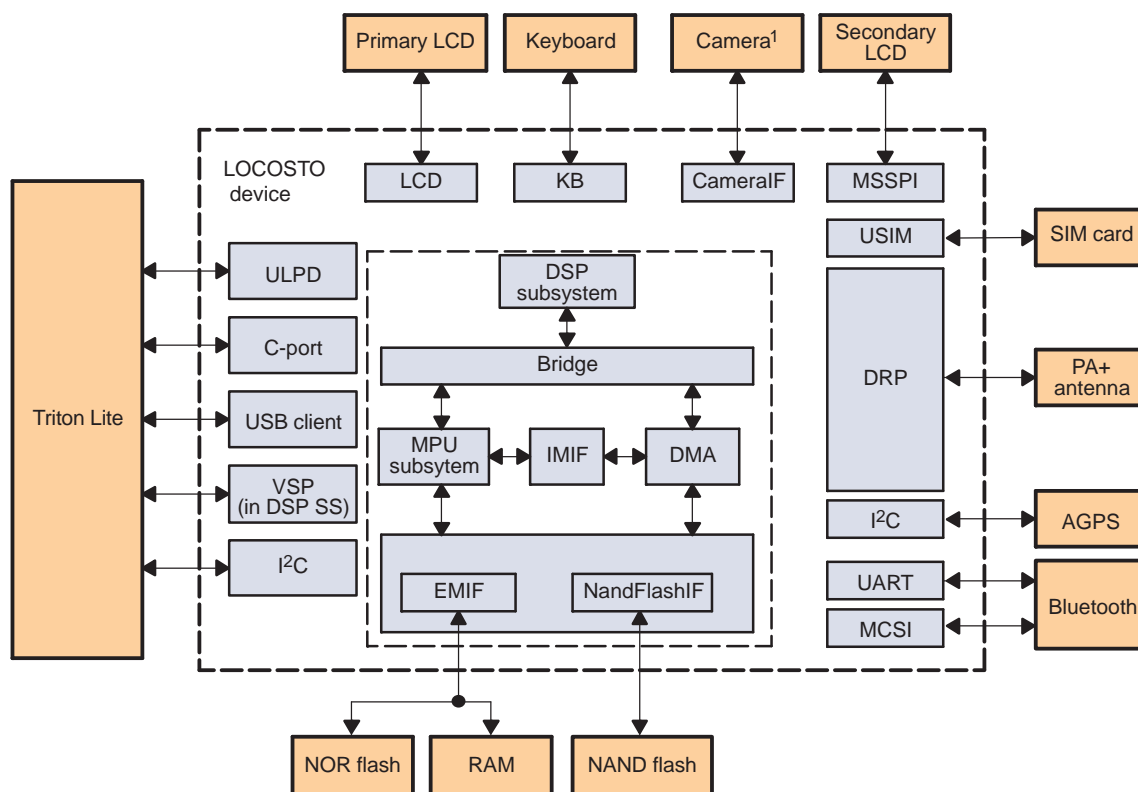 Primary LCD
Keyboard
Camera¹
Secondary
LCD
LOCOSTO
device
LCD
KB
CameraIF
MSSPI
Triton Lite
ULPD
C-port
USB client
VSP
(in DSP SS)
I²C
DSP
subsystem
Bridge
MPU
subsytem
IMIF
DMA
EMIF
NandFlashIF
USIM
DRP
I²C
UART
MCSI
SIM card
PA+
antenna
AGPS
Bluetooth
NOR flash
RAM
NAND flash